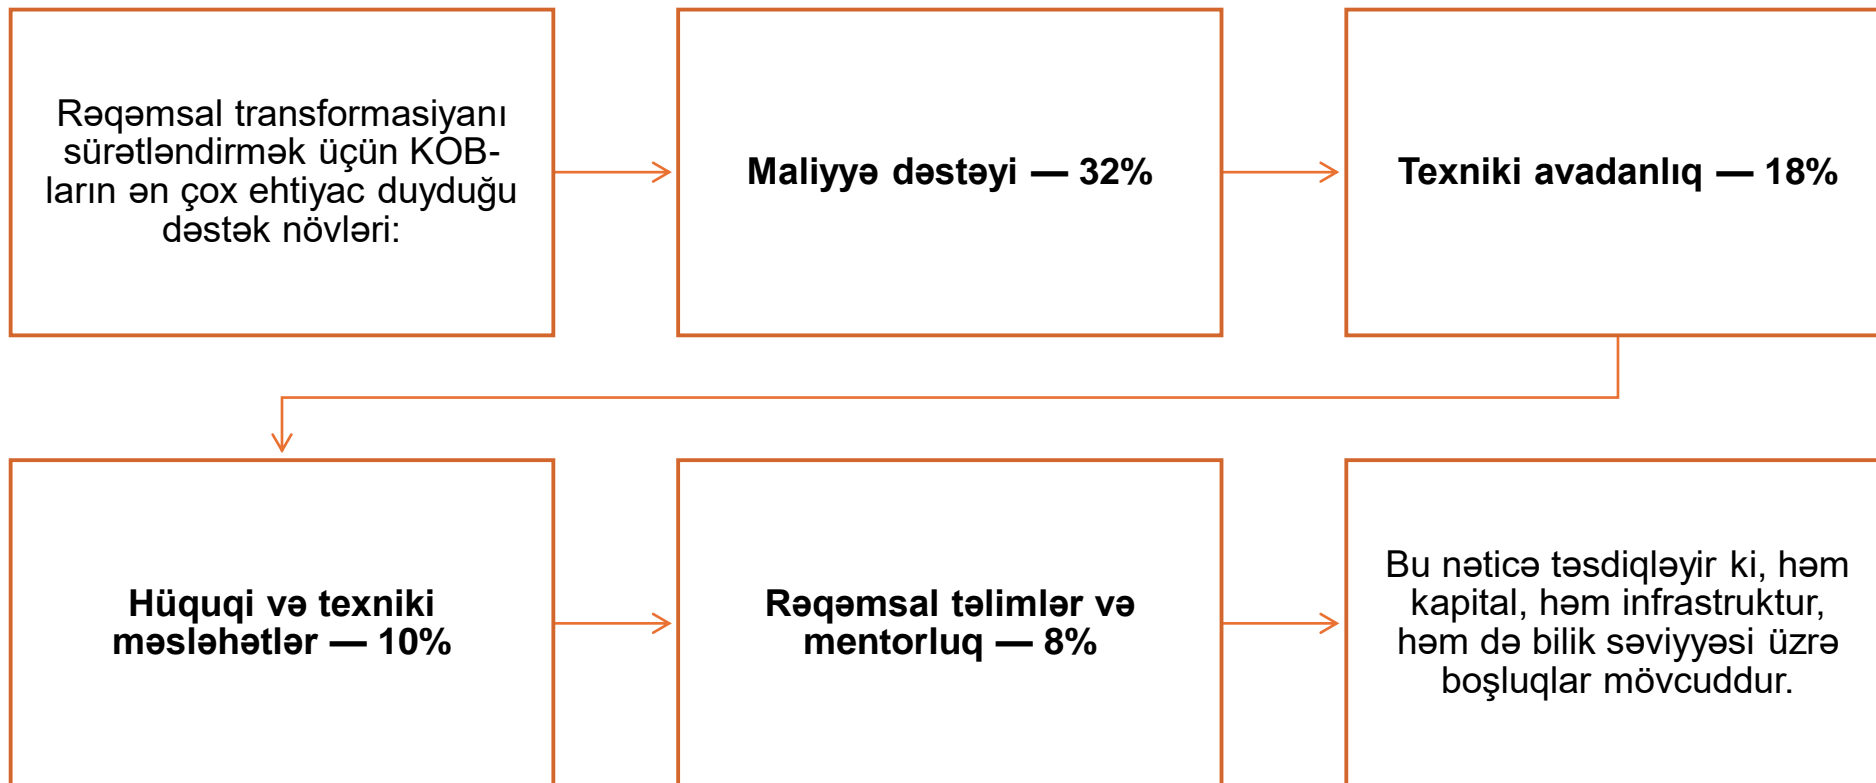 Rəqəmsal transformasiyanı
sürətləndirmək üçün KOB-
ların ən çox ehtiyac duyduğu
dəstək növləri:
Maliyyə dəstəyi — 32%
Texniki avadanlıq — 18%
Hüquqi və texniki
məsləhətlər — 10%
Rəqəmsal təlimlər və
mentorluq — 8%
Bu nəticə təsdiqləyir ki, həm
kapital, həm infrastruktur,
həm də bilik səviyyəsi üzrə
boşluqlar mövcuddur.